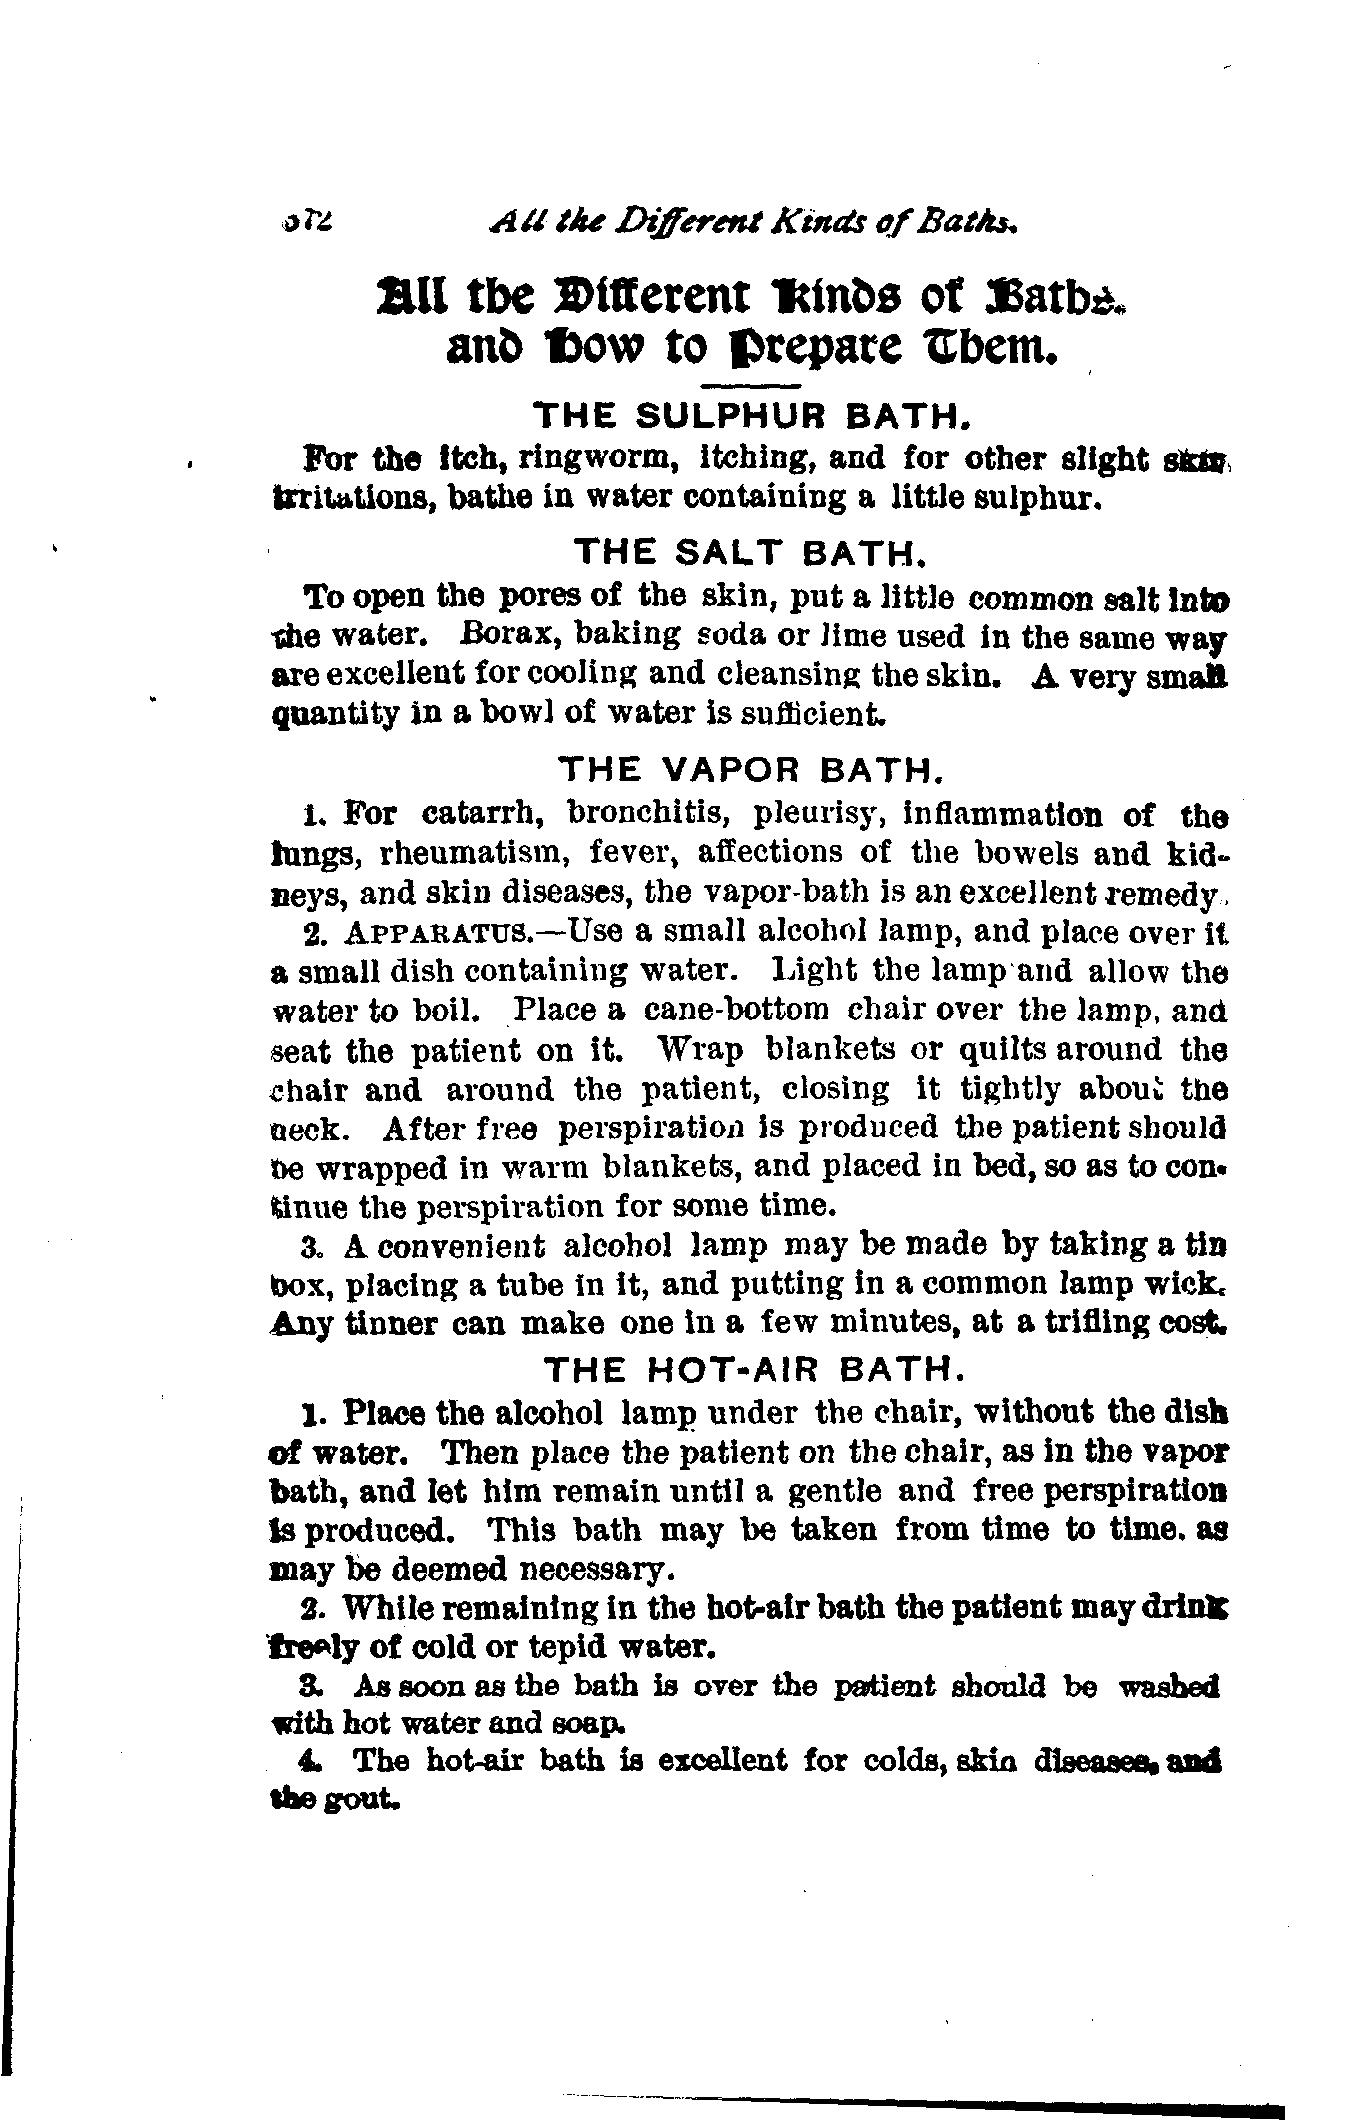 All the Different Kinds of Baths.
All the Different Kinds of Baths,
and How to Prepare Them.
THE SULPHUR BATH.
For the itch, ringworm, itching, and for other slight skin
irritations, bathe in water containing a little sulphur.
THE SALT BATH.
To open the pores of the skin, put a little common salt into
the water. Borax, baking soda or lime used in the same way
are excellent for cooling and cleansing the skin. A very small
quantity in a bowl of water is sufficient.
THE VAPOR BATH.
1. For catarrh, bronchitis, pleurisy, inflammation of the
lungs, rheumatism, fever, affections of the bowels and kid-
neys, and skin diseases, the vapor-bath is an excellent remedy.
2. APPARATUS.—Use a small alcohol lamp, and place over it
a small dish containing water. Light the lamp and allow the
water to boil. Place a cane-bottom chair over the lamp, and
seat the patient on it. Wrap blankets or quilts around the
chair and around the patient, closing it tightly about the
neck. After free perspiration is produced the patient should
be wrapped in warm blankets, and placed in bed, so as to con-
tinue the perspiration for some time.
3. A convenient alcohol lamp may be made by taking a tin
box, placing a tube in it, and putting in a common lamp wick.
Any tinner can make one in a few minutes, at a trifling cost.
THE HOT-AIR BATH.
1. Place the alcohol lamp under the chair, without the dish
of water. Then place the patient on the chair, as in the vapor
bath, and let him remain until a gentle and free perspiration
is produced. This bath may be taken from time to time. as
may be deemed necessary.
2. While remaining in the hot-air bath the patient may drink
freely of cold or tepid water.
3. As soon as the bath is over the patient should be washed
with hot water and soap.
4. The hot-air bath is excellent for colds, skin diseases, and
the gout.